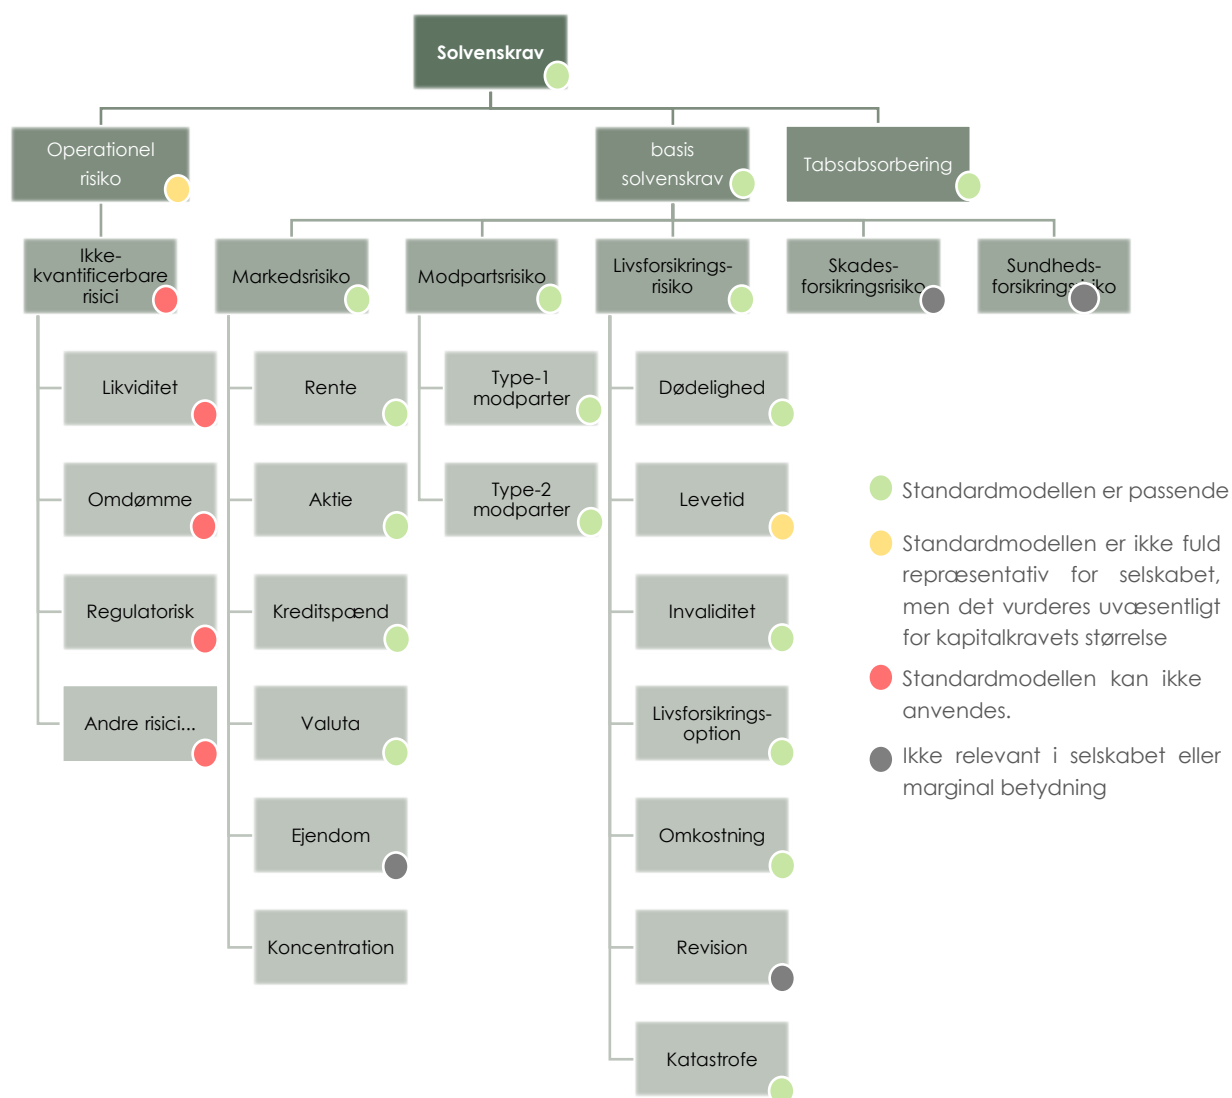 Solvenskrav
Operationel
risiko
basis
solvenskrav
Tabsabsorbering
Ikke-
kvantificerbare
risici
Markedsrisiko
Modpartsrisiko
Livsforsikrings-
risiko
Skades-
forsikringsrisiko
Sundheds-
forsikringsrisiko
Likviditet
Omdømme
Regulatorisk
Andre risici...
Rente
Aktie
Kreditspænd
Valuta
Ejendom
Koncentration
Type-1
modparter
Type-2
modparter
Dødelighed
Levetid
Invaliditet
Livsforsikrings-
option
Omkostning
Revision
Katastrofe
Standardmodellen er passende
Standardmodellen er ikke fuld
repræsentativ for selskabet,
men det vurderes uvæsentligt
for kapitalkravets størrelse
Standardmodellen kan ikke
anvendes.
Ikke relevant i selskabet eller
marginal betydning